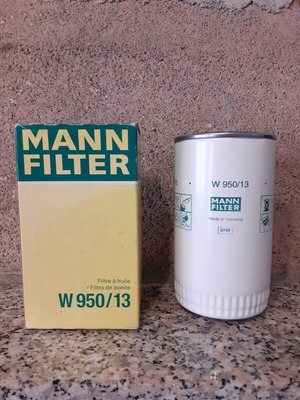 MANN
FILTER
Filtre à huile
Filtro de aceite
W 950/13
W 950/13
MANN
FILTER
Made in Germany